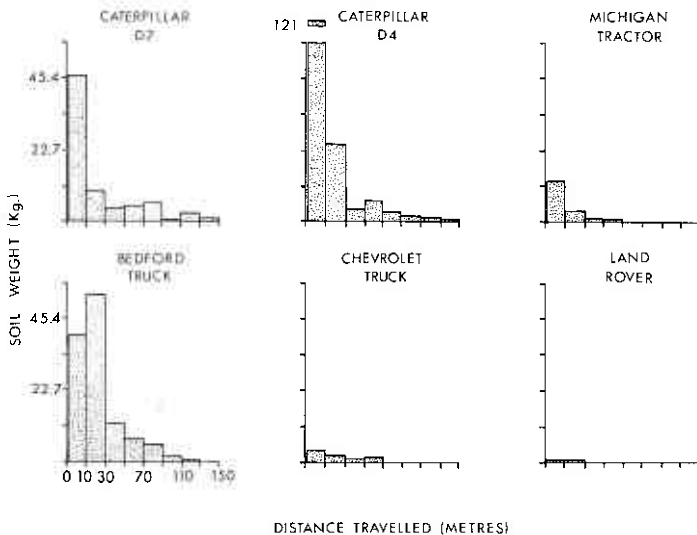 CATERPILLAR
D7
121
CATERPILLAR
D4
MICHIGAN
TRACTOR
45.4
22.7
SOIL WEIGHT (Kg.)
BEDFORD
TRUCK
CHEVROLET
TRUCK
LAND
ROVER
45.4
22.7
0 10 30 70 110 150
DISTANCE TRAVELLED (METRES)